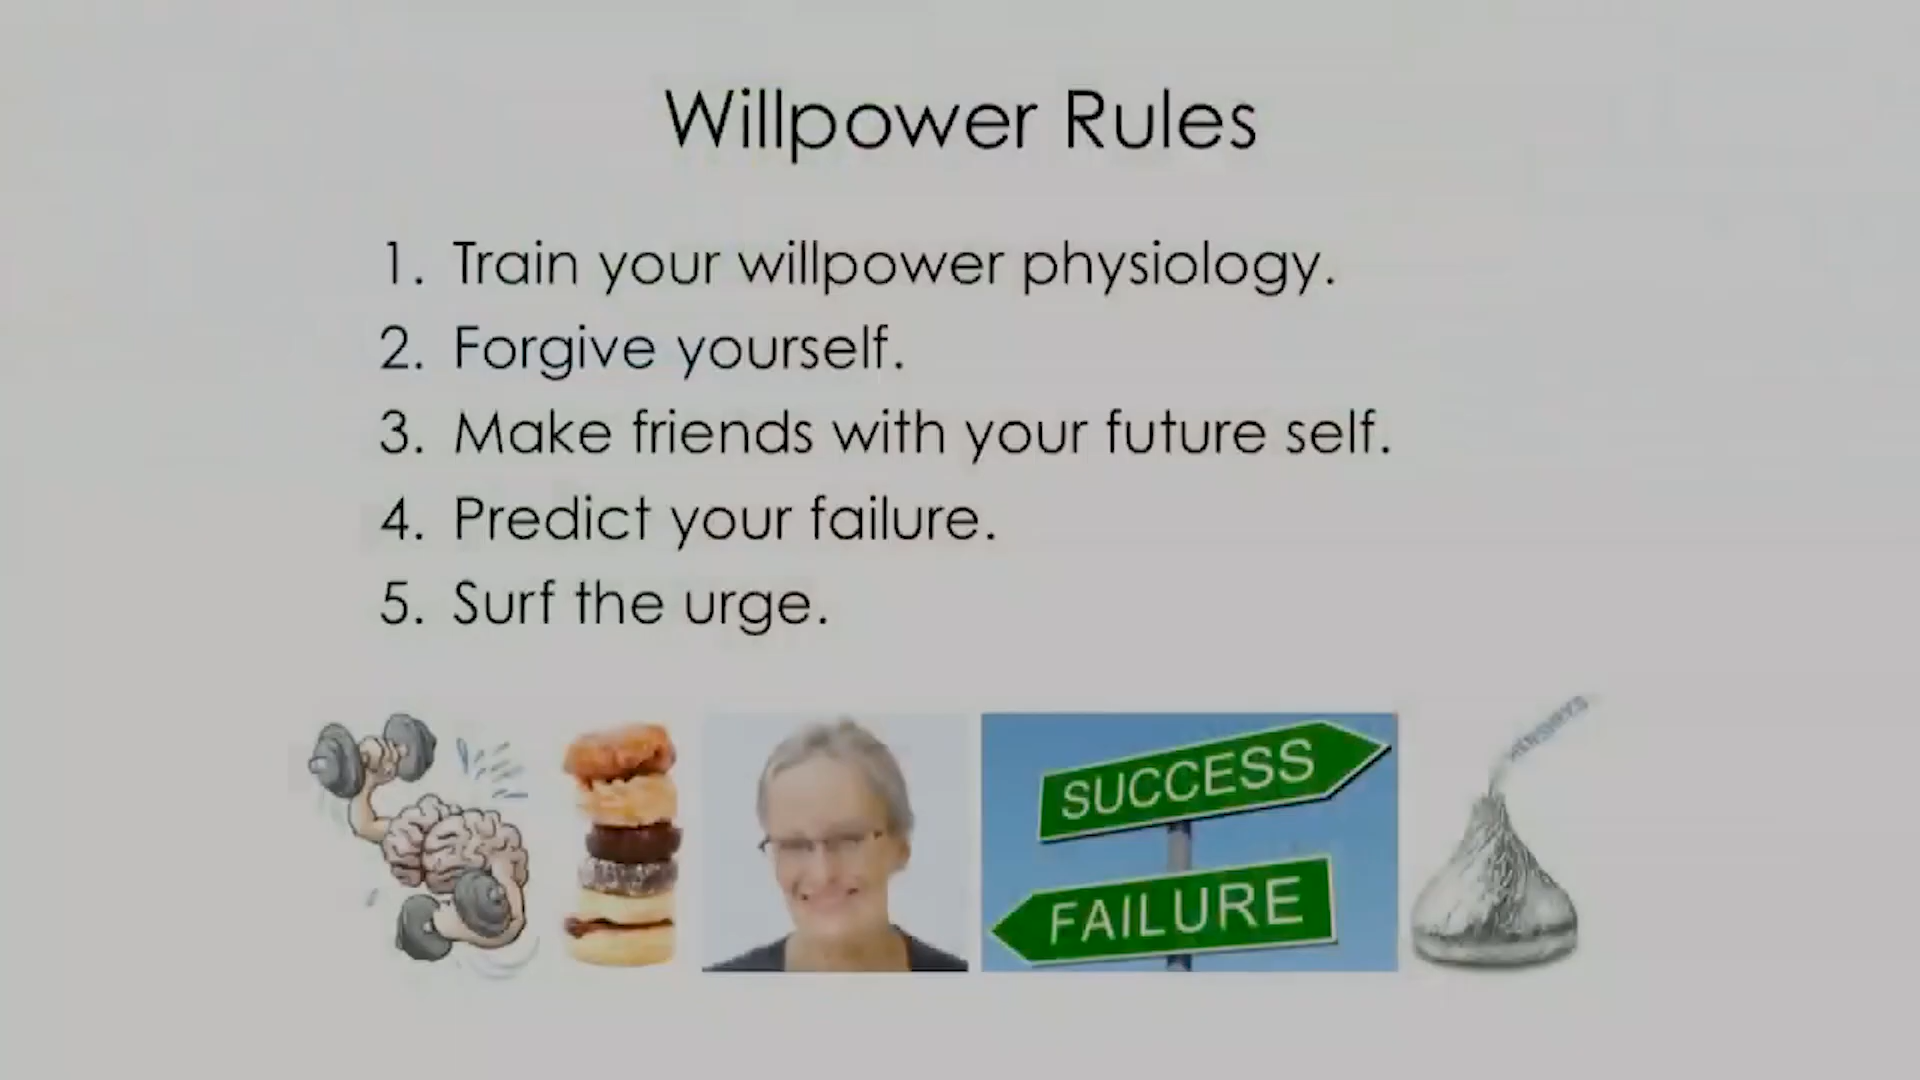 Willpower Rules
1. Train your willpower physiology.
2. Forgive yourself.
3. Make friends with your future self.
4. Predict your failure.
5. Surf the urge.
SUCCESS
FAILURE
HERSHEY'S